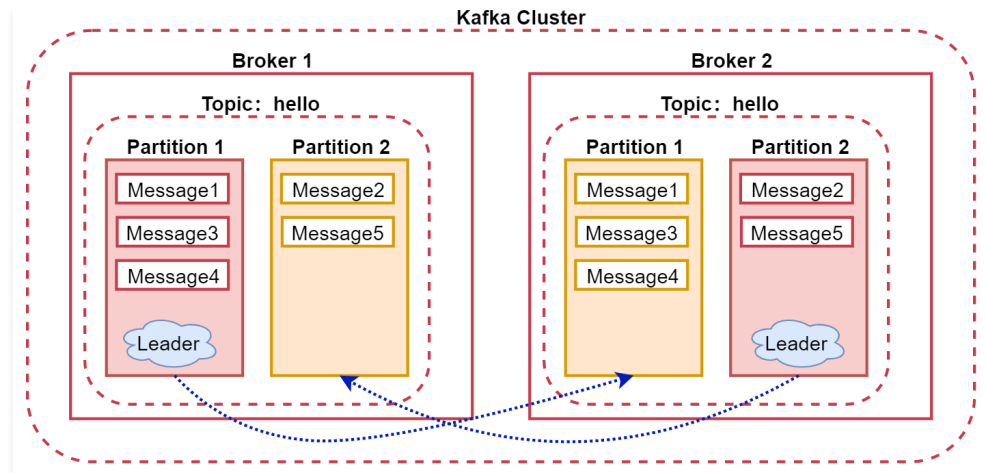 Kafka Cluster
Broker 1
Topic：hello
Partition 1
Message1
Message3
Message4
Leader
Partition 2
Message2
Message5
Broker 2
Topic：hello
Partition 1
Message1
Message3
Message4
Partition 2
Message2
Message5
Leader